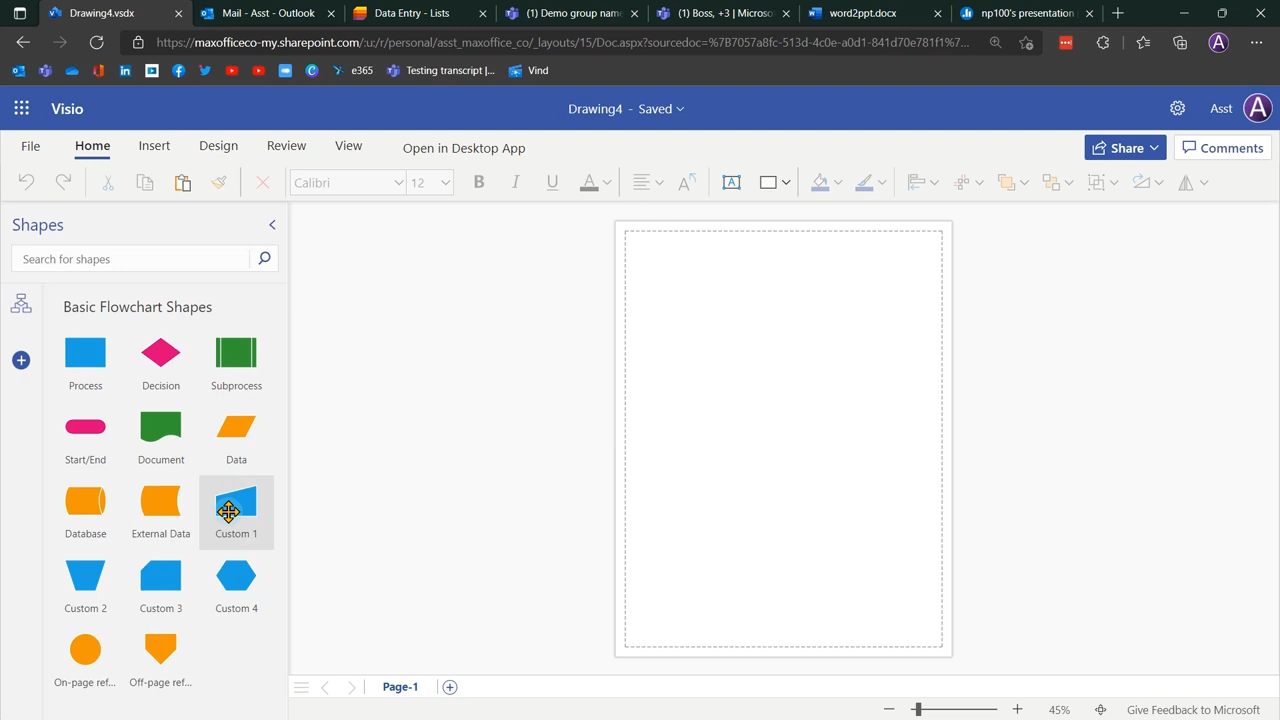 Drawing4.vsdx
Mail - Asst - Outlook
Data Entry - Lists
(1) Demo group nam
(1) Boss, +3 | Microsof
word2ppt.docx
np100's presentation
https://maxofficeco-my.sharepoint.com/:u:/r/personal/asst_maxoffice_co/_layouts/15/Doc.aspx?sourcedoc=%7B7057a8fc-513d-4c0e-a0d1-841d70e781f1%7...
A
e365
Testing transcript |...
Vind
Visio
Drawing4 - Saved
Asst
A
File
Home
Insert
Design
Review
View
Open in Desktop App
Share
Comments
Calibri
12
B
I
U
A
A
A
Shapes
Search for shapes
Basic Flowchart Shapes
Process
Decision
Subprocess
Start/End
Document
Data
Database
External Data
Custom 1
Custom 2
Custom 3
Custom 4
On-page ref...
Off-page ref...
Page-1
45%
Give Feedback to Microsoft